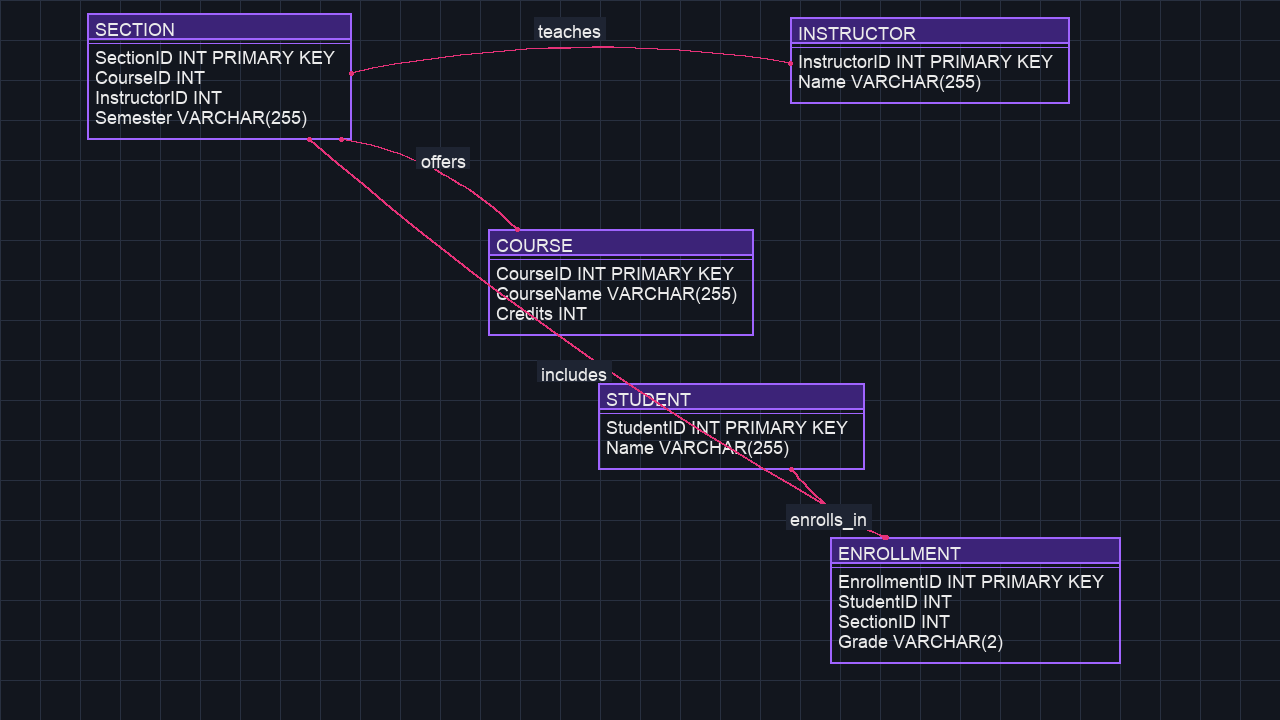 SECTION
SectionID INT PRIMARY KEY
CourseID INT
InstructorID INT
Semester VARCHAR(255)
teaches
INSTRUCTOR
InstructorID INT PRIMARY KEY
Name VARCHAR(255)
offers
COURSE
CourseID INT PRIMARY KEY
CourseName VARCHAR(255)
Credits INT
includes
STUDENT
StudentID INT PRIMARY KEY
Name VARCHAR(255)
enrolls_in
ENROLLMENT
EnrollmentID INT PRIMARY KEY
StudentID INT
SectionID INT
Grade VARCHAR(2)